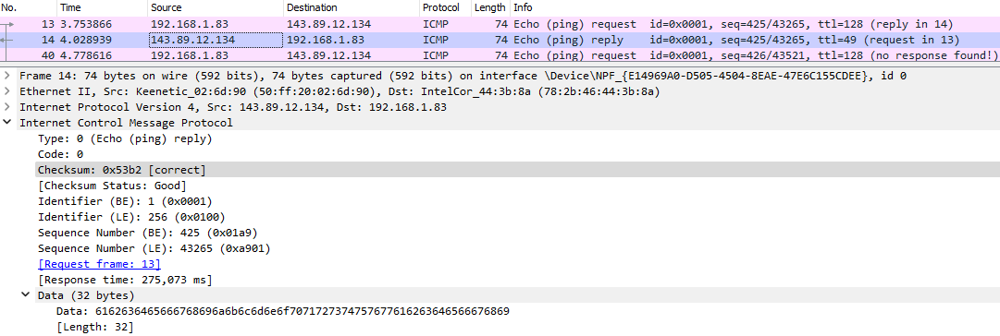 No. Time Source Destination Protocol Length Info
13 3.753866 192.168.1.83 143.89.12.134 ICMP 74 Echo (ping) request id=0x0001, seq=425/43265, ttl=128 (reply in 14)
14 4.028939 143.89.12.134 192.168.1.83 ICMP 74 Echo (ping) reply id=0x0001, seq=425/43265, ttl=49 (request in 13)
40 4.778616 192.168.1.83 143.89.12.134 ICMP 74 Echo (ping) request id=0x0001, seq=426/43521, ttl=128 (no response found!)
Frame 14: 74 bytes on wire (592 bits), 74 bytes captured (592 bits) on interface \Device\NPF_{E14969A0-D505-4504-8EAE-47E6C155CDEE}, id 0
Ethernet II, Src: Keenetic_02:6d:90 (50:ff:20:02:6d:90), Dst: IntelCor_44:3b:8a (78:2b:46:44:3b:8a)
Internet Protocol Version 4, Src: 143.89.12.134, Dst: 192.168.1.83
Internet Control Message Protocol
Type: 0 (Echo (ping) reply)
Code: 0
Checksum: 0x53b2 [correct]
[Checksum Status: Good]
Identifier (BE): 1 (0x0001)
Identifier (LE): 256 (0x0100)
Sequence Number (BE): 425 (0x01a9)
Sequence Number (LE): 43265 (0xa901)
[Request frame: 13]
[Response time: 275,073 ms]
Data (32 bytes)
Data: 6162636465666768696a6b6c6d6e6f7071727374757677616263646566676869
[Length: 32]